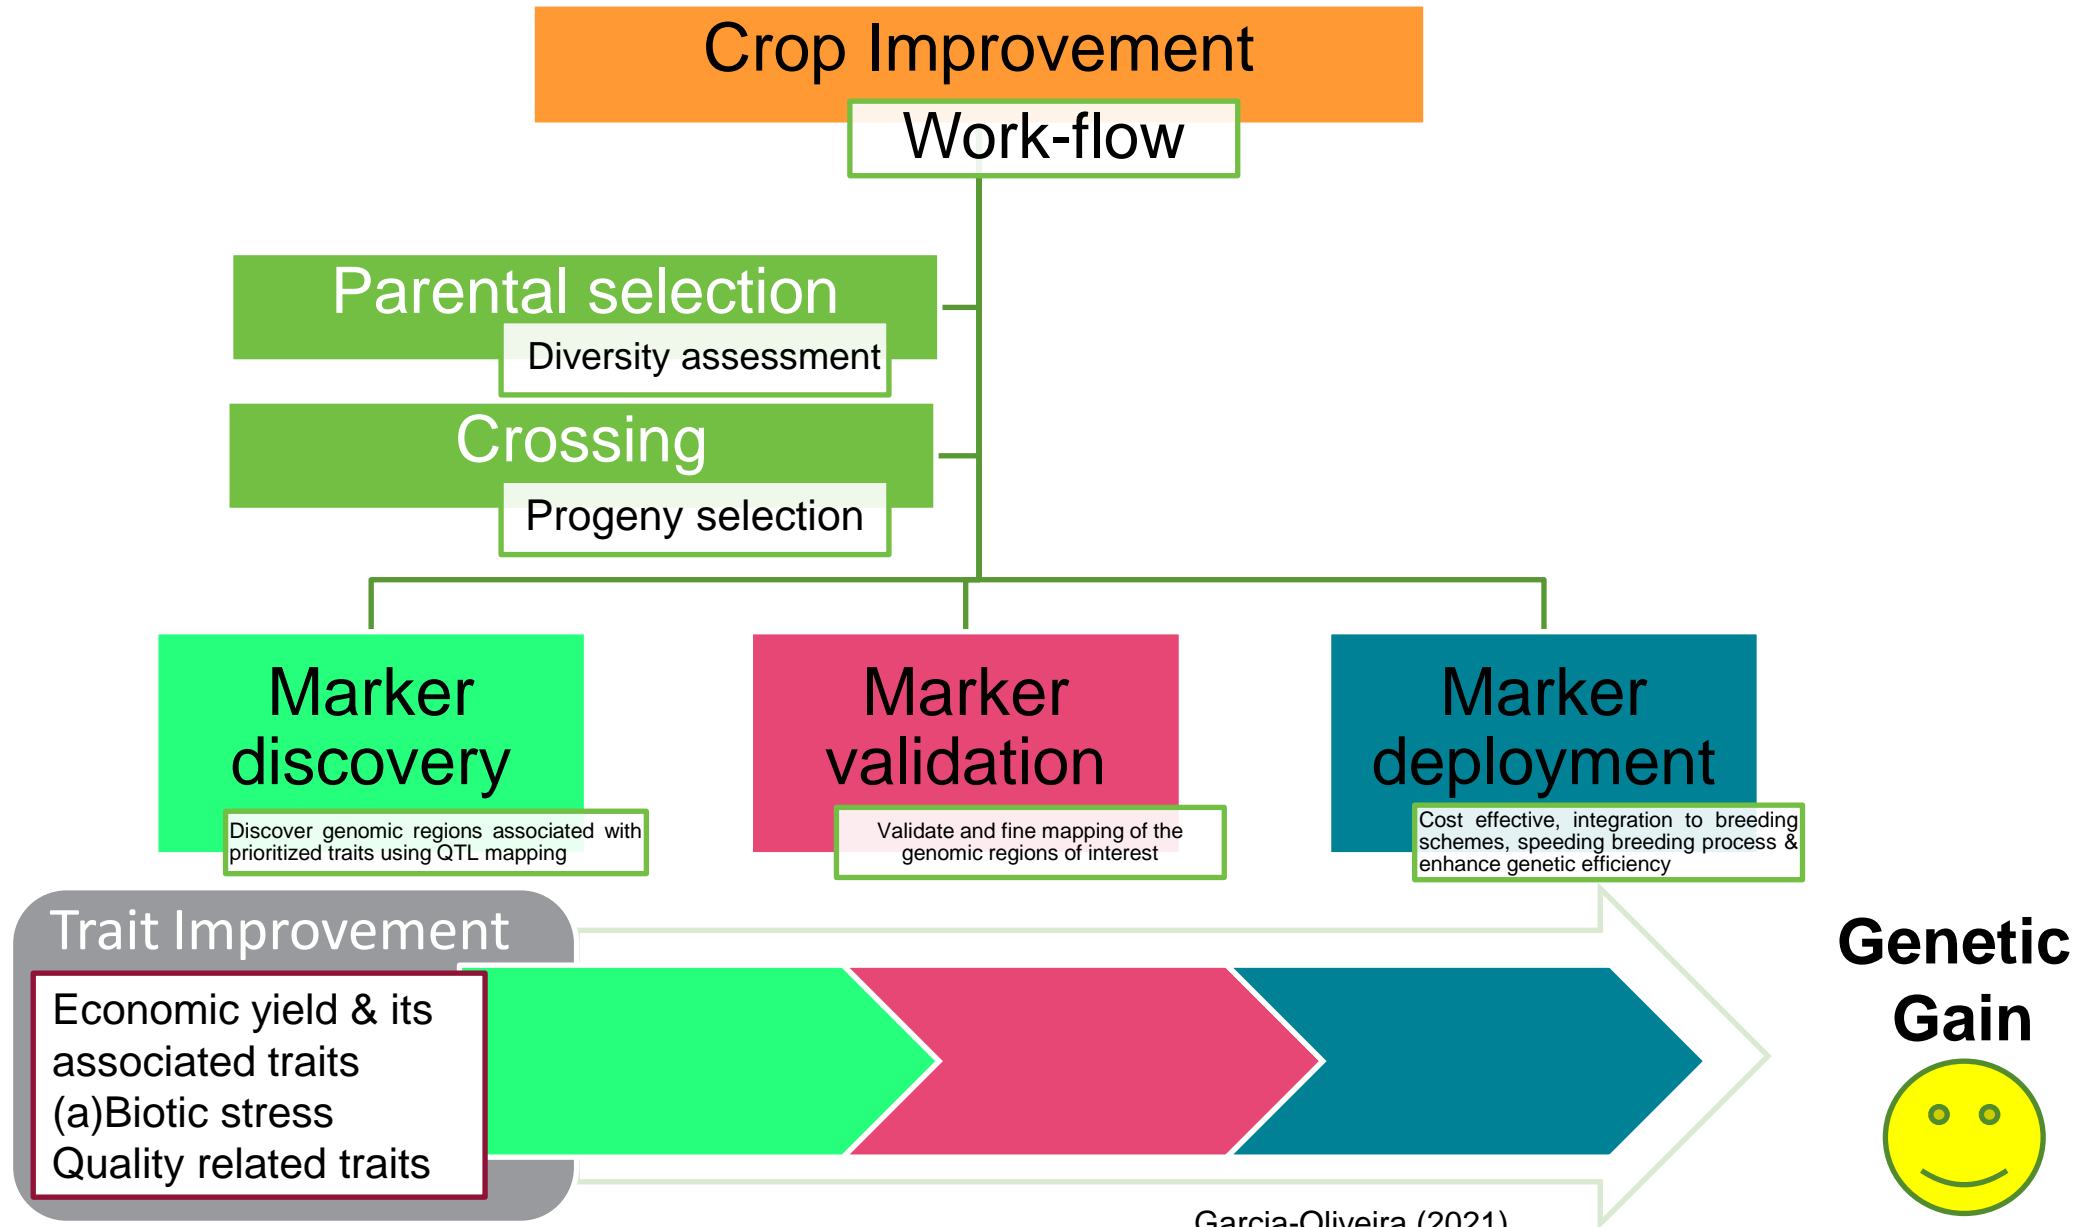 Crop Improvement
Work-flow
Parental selection
Diversity assessment
Crossing
Progeny selection
Marker
discovery
Discover genomic regions associated with
prioritized traits using QTL mapping
Marker
validation
Validate and fine mapping of the
genomic regions of interest
Marker
deployment
Cost effective, integration to breeding
schemes, speeding breeding process &
enhance genetic efficiency
Trait Improvement
Economic yield & its
associated traits
(a)Biotic stress
Quality related traits
Genetic
Gain
Garcia-Oliveira (2021)